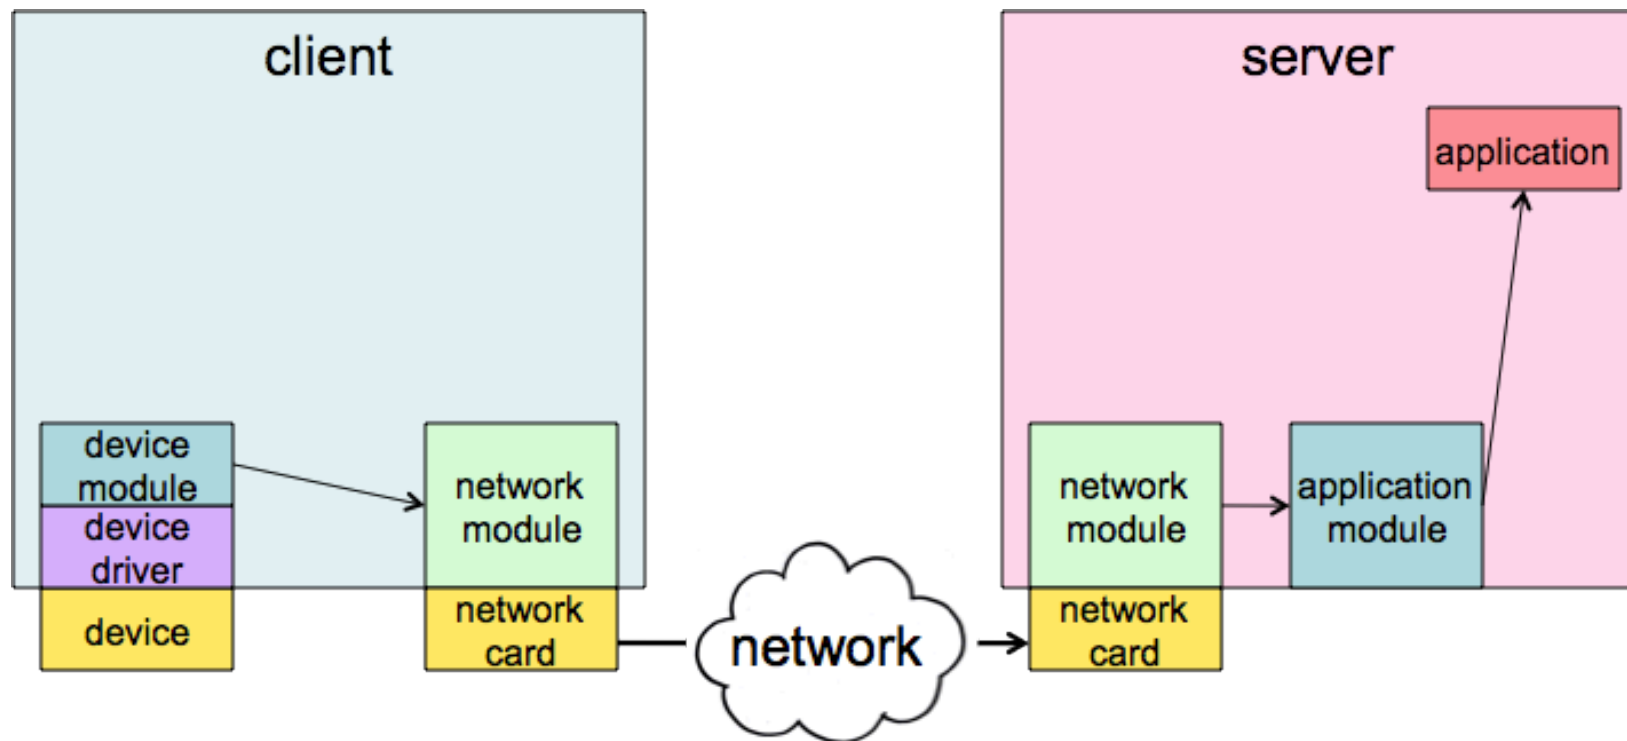 client
server
application
device
module
device
driver
device
network
module
network
card
network
network
module
network
card
application
module